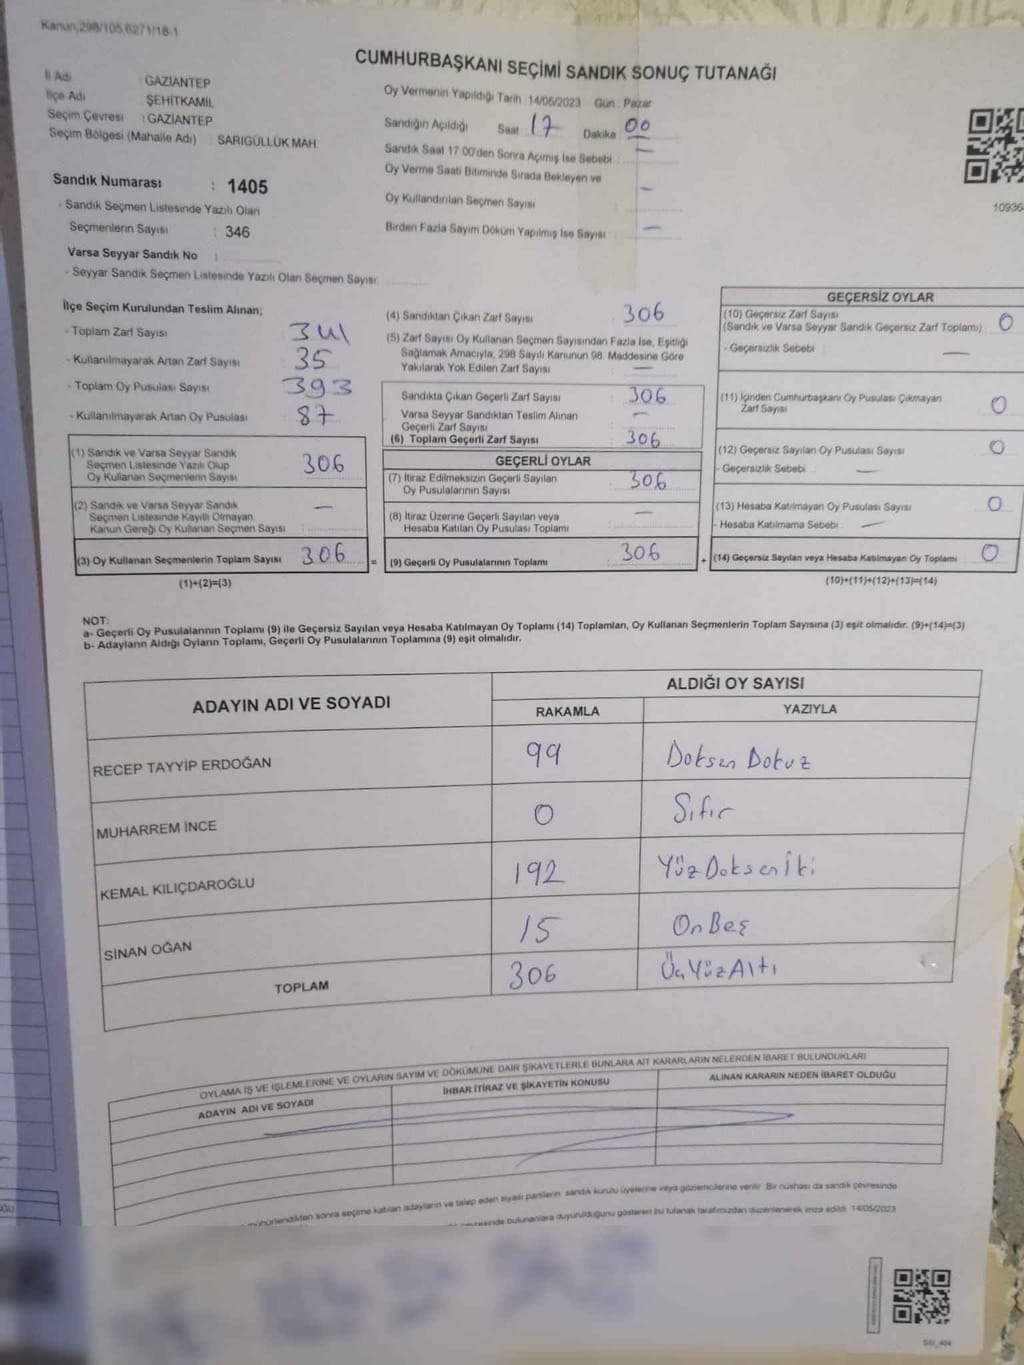 Kanun,298/105,6271/18-1
CUMHURBAŞKANI SEÇİMİ SANDIK SONUÇ TUTANAĞI
İl Adı GAZİANTEP
İlçe Adı ŞEHİTKAMİL
Seçim Çevresi : GAZİANTEP
Seçim Bölgesi (Mahalle Adı) SARIGÜLLÜK MAH.
Oy Vermenin Yapıldığı Tarih 14/05/2023 Gün Pazar
Sandığın Açıldığı Saat 17 Dakika 00
Sandık Saat 17:00'den Sonra Açımış İse Sebebi —
Oy Verme Saati Bitiminde Sırada Bekleyen ve
Oy Kullandırılan Seçmen Sayısı —
Birden Fazla Sayım Döküm Yapılmış İse Sayısı —
10936
Sandık Numarası : 1405
- Sandık Seçmen Listesinde Yazılı Olan
Seçmenlerin Sayısı : 346
Varsa Seyyar Sandık No :
- Seyyar Sandık Seçmen Listesinde Yazılı Olan Seçmen Sayısı:
İlçe Seçim Kurulundan Teslim Alınan;
- Toplam Zarf Sayısı 341
- Kullanılmayarak Artan Zarf Sayısı 35
- Toplam Oy Pusulası Sayısı 393
- Kullanılmayarak Artan Oy Pusulası 87
(1) Sandık ve Varsa Seyyar Sandık
Seçmen Listesinde Yazılı Olup
Oy Kullanan Seçmenlerin Sayısı 306
(2) Sandık ve Varsa Seyyar Sandık
Seçmen Listesinde Kayıtlı Olmayan
Kanun Gereği Oy Kullanan Seçmen Sayısı —
(3) Oy Kullanan Seçmenlerin Toplam Sayısı 306 =
(1)+(2)=(3)
(4) Sandıktan Çıkan Zarf Sayısı 306
(5) Zarf Sayısı Oy Kullanan Seçmen Sayısından Fazla İse, Eşitliği
Sağlamak Amacıyla, 298 Sayılı Kanunun 98. Maddesine Göre
Yakılarak Yok Edilen Zarf Sayısı —
Sandıkta Çıkan Geçerli Zarf Sayısı 306
Varsa Seyyar Sandıktan Teslim Alınan
Geçerli Zarf Sayısı —
(6) Toplam Geçerli Zarf Sayısı 306
GEÇERLİ OYLAR
(7) İtiraz Edilmeksizin Geçerli Sayılan
Oy Pusulalarının Sayısı 306
(8) İtiraz Üzerine Geçerli Sayılan veya
Hesaba Katılan Oy Pusulası Toplamı —
(9) Geçerli Oy Pusulalarının Toplamı 306 +
GEÇERSİZ OYLAR
(10) Geçersiz Zarf Sayısı
(Sandık ve Varsa Seyyar Sandık Geçersiz Zarf Toplamı) 0
- Geçersizlik Sebebi : —
(11) İçinden Cumhurbaşkanı Oy Pusulası Çıkmayan
Zarf Sayısı 0
(12) Geçersiz Sayılan Oy Pusulası Sayısı 0
- Geçersizlik Sebebi —
(13) Hesaba Katılmayan Oy Pusulası Sayısı 0
- Hesaba Katılmama Sebebi : —
(14) Geçersiz Sayılan veya Hesaba Katılmayan Oy Toplamı 0
(10)+(11)+(12)+(13)=(14)
NOT:
a- Geçerli Oy Pusulalarının Toplamı (9) ile Geçersiz Sayılan veya Hesaba Katılmayan Oy Toplamı (14) Toplamları, Oy Kullanan Seçmenlerin Toplam Sayısına (3) eşit olmalıdır. (9)+(14)=(3)
b- Adayların Aldığı Oyların Toplamı, Geçerli Oy Pusulalarının Toplamına (9) eşit olmalıdır.
ADAYIN ADI VE SOYADI ALDIĞI OY SAYISI
RAKAMLA YAZIYLA
RECEP TAYYİP ERDOĞAN 99 Doksan Dokuz
MUHARREM İNCE 0 Sıfır
KEMAL KILIÇDAROĞLU 192 YüzDoksanİki
SİNAN OĞAN 15 OnBeş
TOPLAM 306 ÜçYüzAltı
OYLAMA İŞ VE İŞLEMLERİNE VE OYLARIN SAYIM VE DÖKÜMÜNE DAİR ŞİKAYETLERLE BUNLARA AİT KARARLARIN NELERDEN İBARET BULUNDUKLARI
ADAYIN ADI VE SOYADI İHBAR İTİRAZ VE ŞİKAYETİN KONUSU ALINAN KARARIN NEDEN İBARET OLDUĞU
mühürlendikten sonra seçime katılan adayların ve talep eden siyasi partilerin sandık kurulu üyelerine veya gözlemcilerine verilir. Bir nüshası da sandık çevresinde
bulunanlara duyurulduğunu gösteren bu tutanak tarafımızdan düzenlenerek imza edildi. 14/05/2023